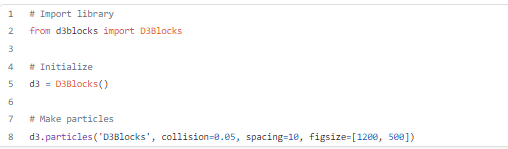 1 # Import library
2 from d3blocks import D3Blocks
3
4 # Initialize
5 d3 = D3Blocks()
6
7 # Make particles
8 d3.particles('D3Blocks', collision=0.05, spacing=10, figsize=[1200, 500])